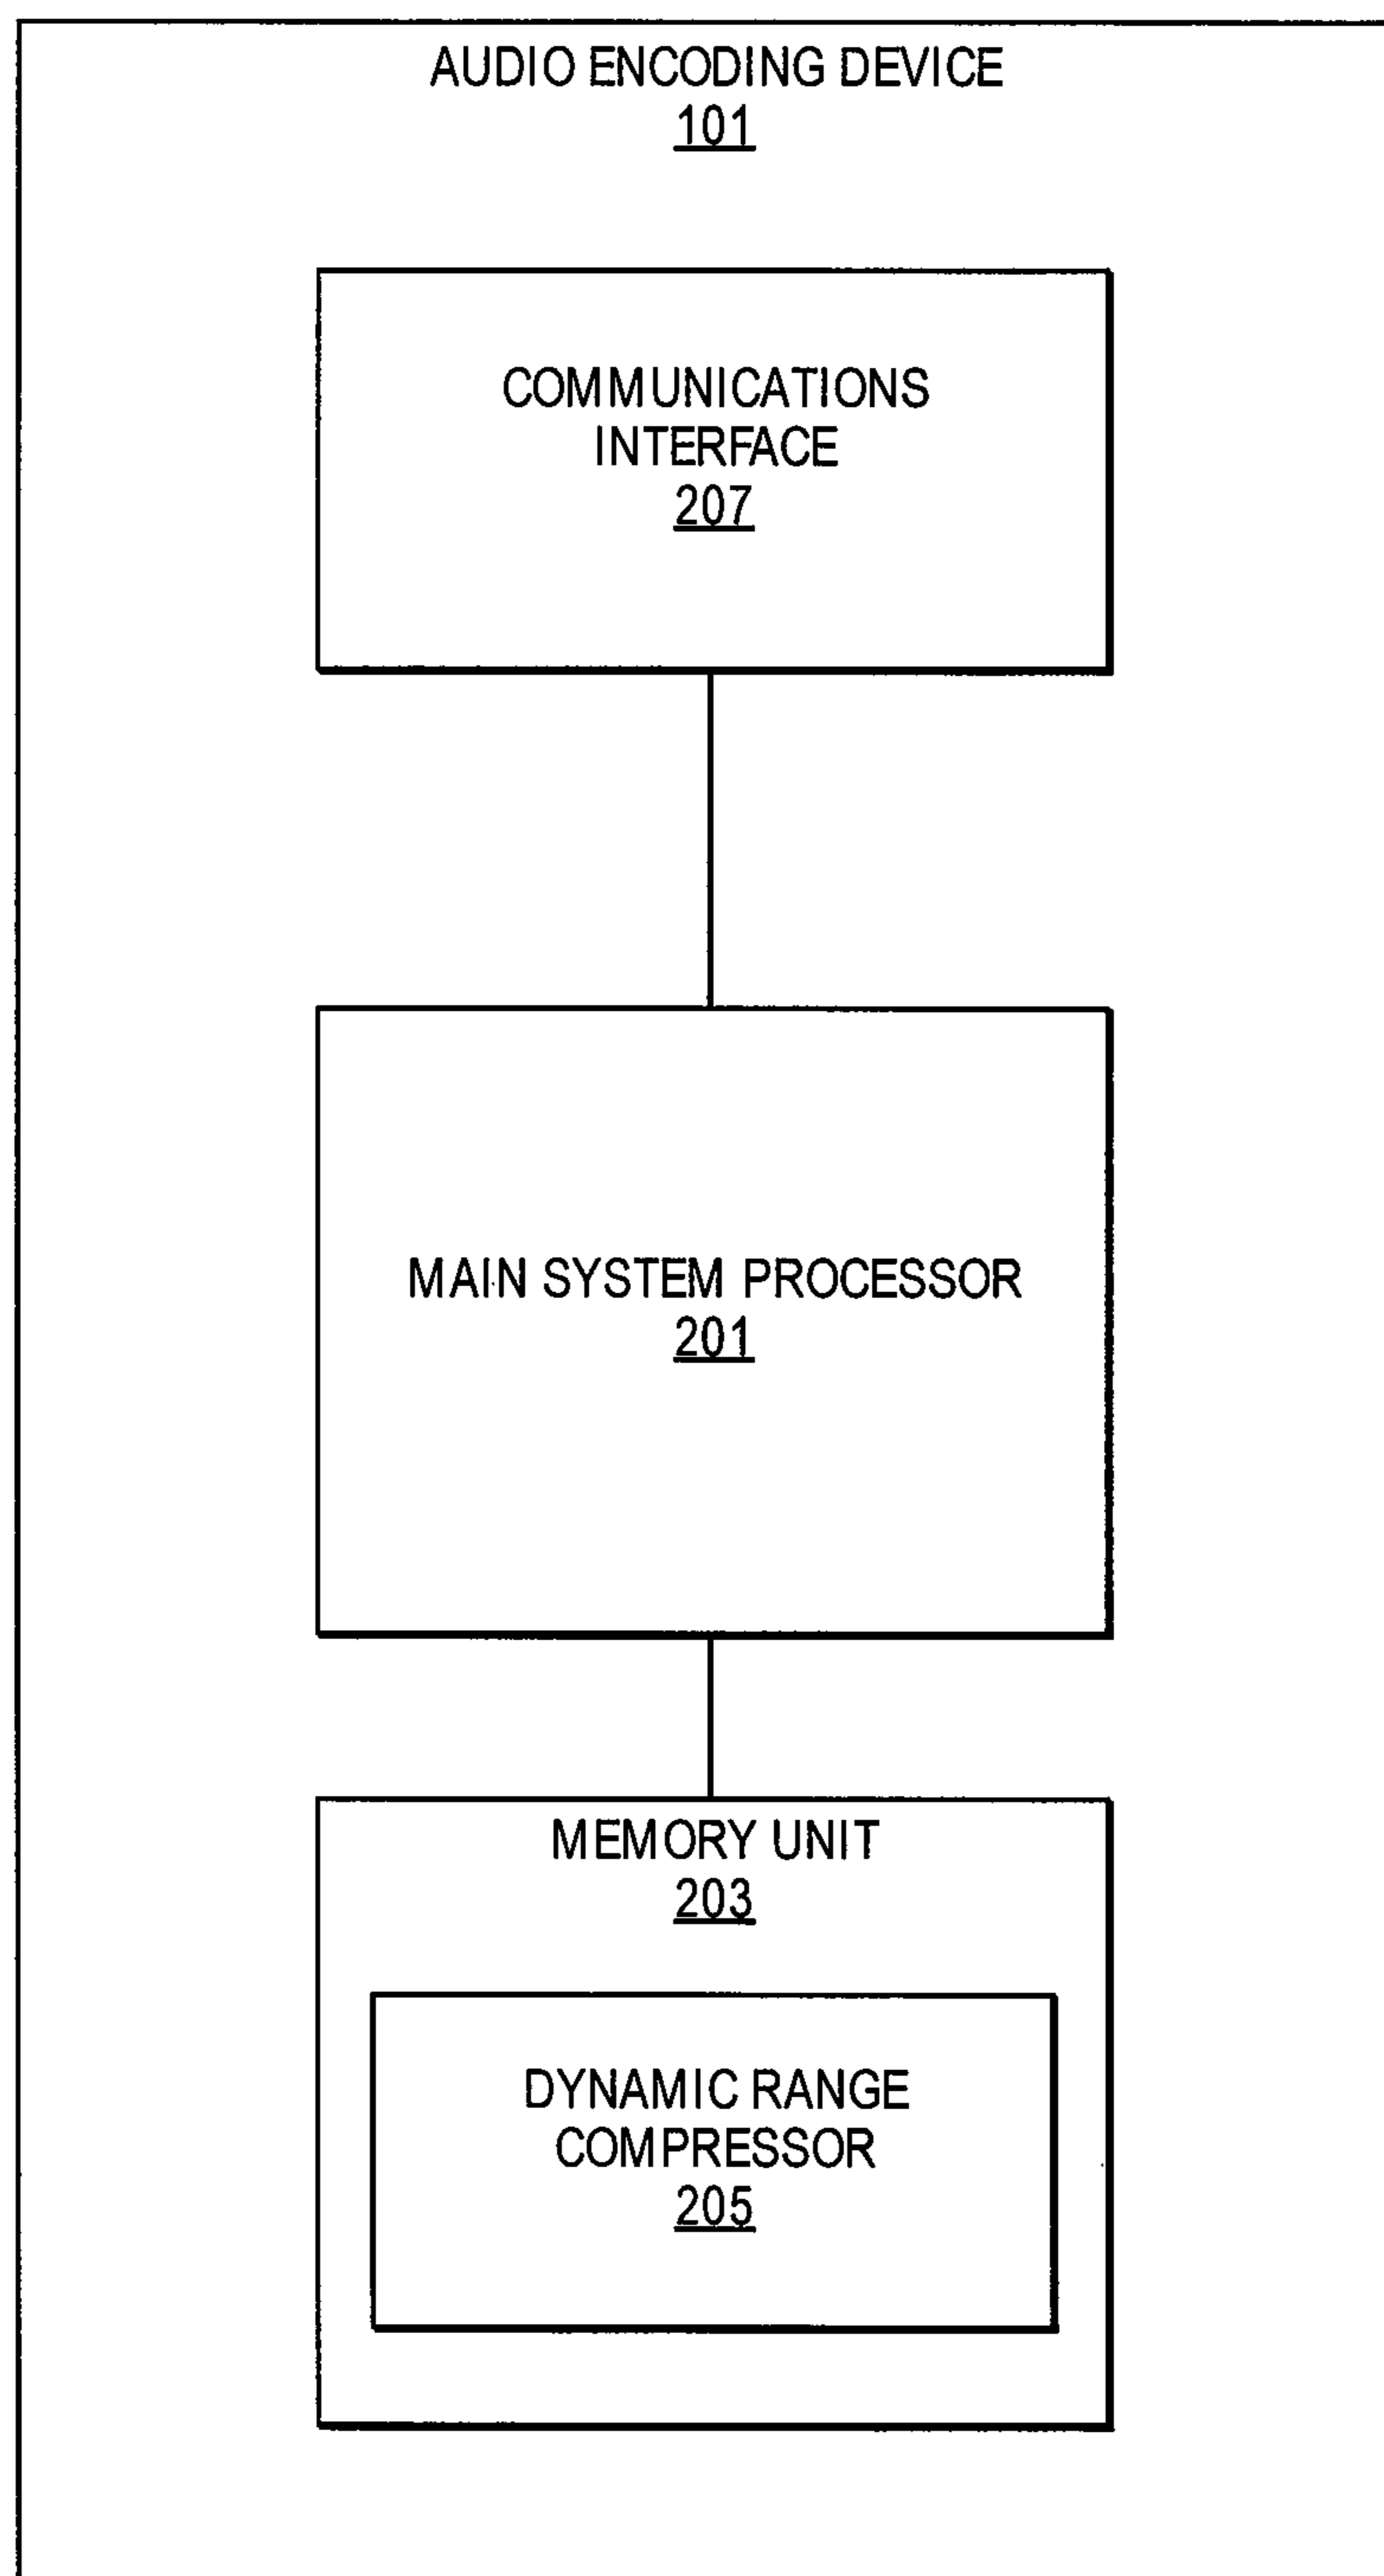 AUDIO ENCODING DEVICE
101
COMMUNICATIONS
INTERFACE
207
MAIN SYSTEM PROCESSOR
201
MEMORY UNIT
203
DYNAMIC RANGE
COMPRESSOR
205